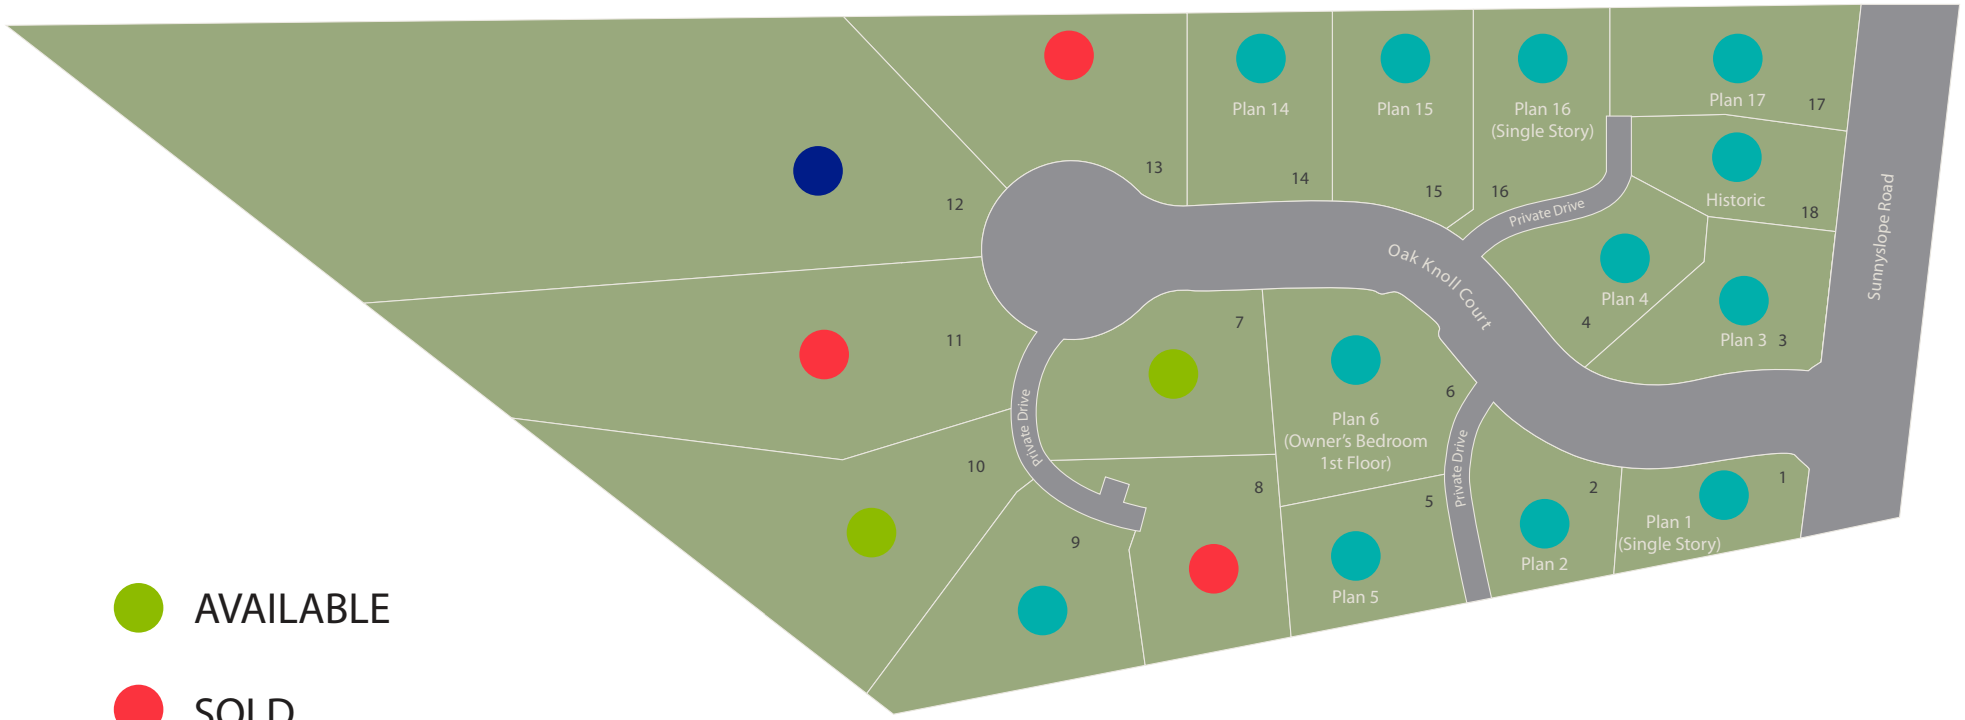 Plan 14
Plan 15
Plan 16
(Single Story)
Plan 17
17
13
14
15
16
12
Private Drive
Historic
18
Sunnyslope Road
Oak Knoll Court
Plan 4
4
Plan 3
3
11
7
6
Plan 6
(Owner’s Bedroom
1st Floor)
Private Drive
Private Drive
10
8
5
2
1
Plan 1
(Single Story)
9
Plan 2
Plan 5
AVAILABLE
SOLD